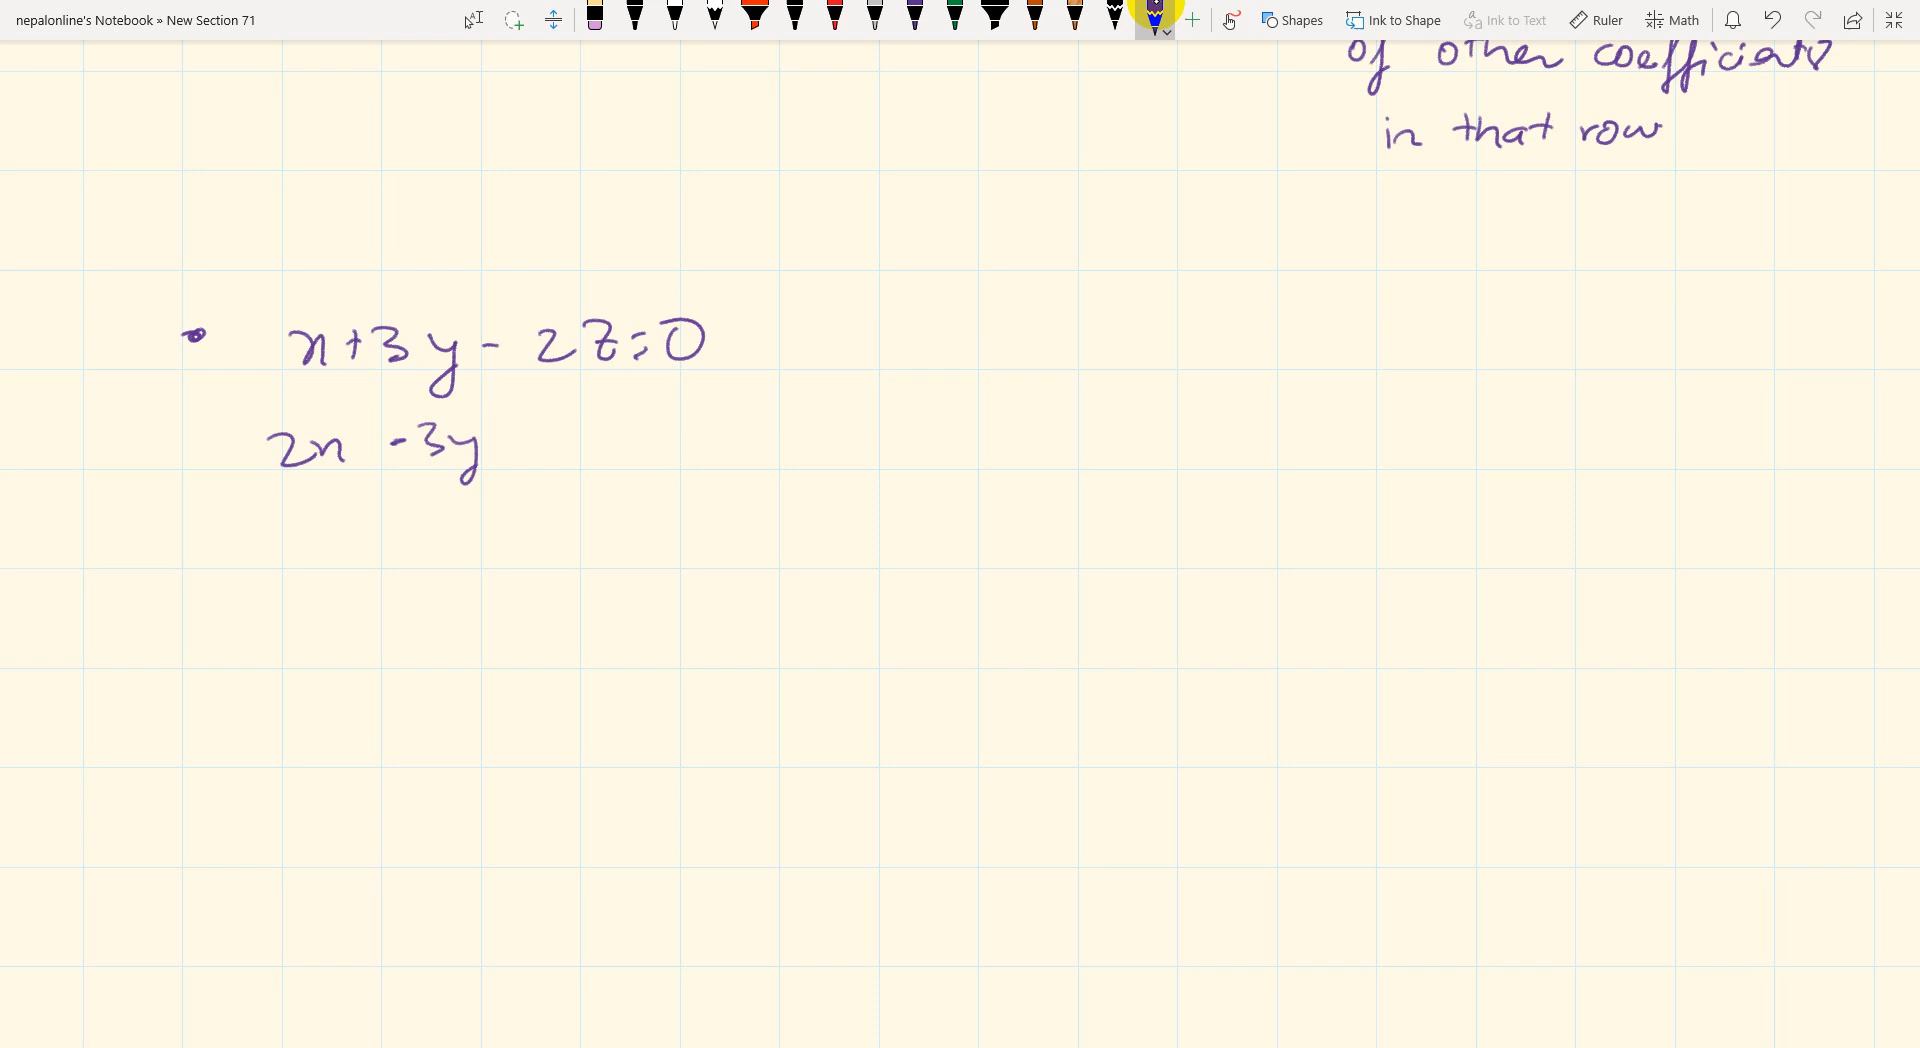 nepalonline's Notebook » New Section 71
Shapes
Ink to Shape
Ink to Text
Ruler
Math
of other coefficients
in that row
x+3y-2z=0
2x -3y